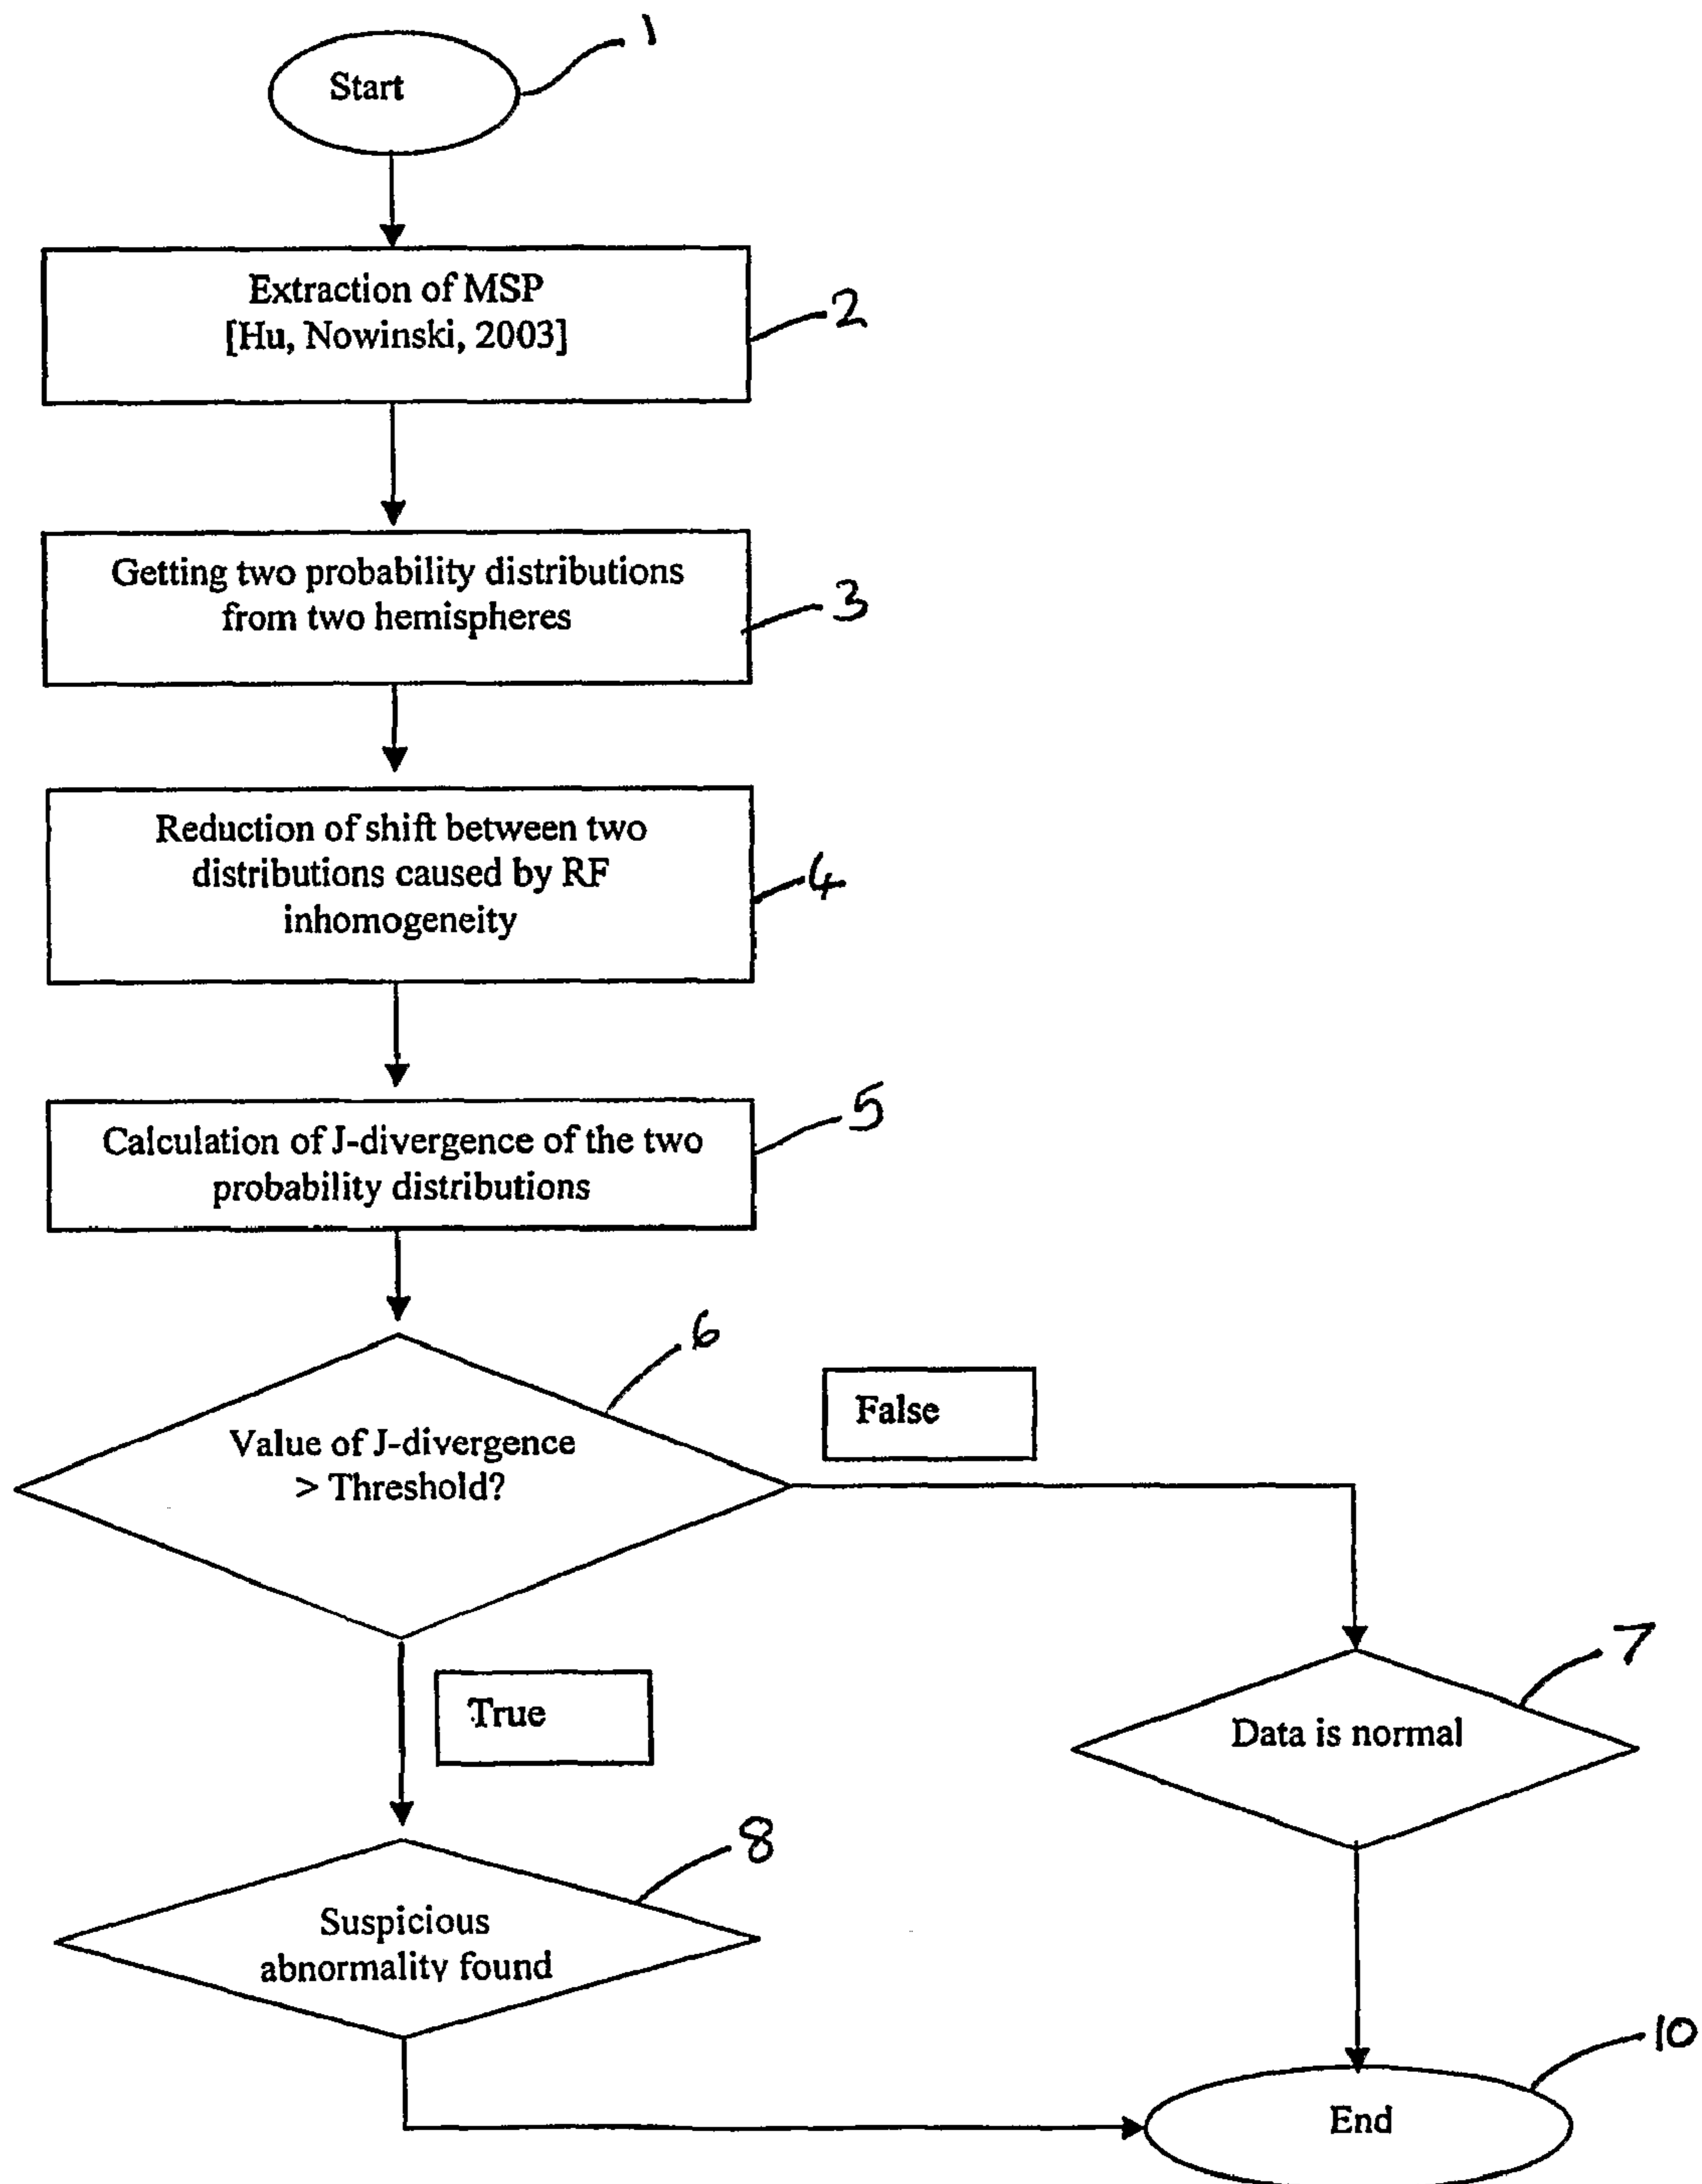 Start
1
Extraction of MSP
[Hu, Nowinski, 2003]
2
Getting two probability distributions
from two hemispheres
3
Reduction of shift between two
distributions caused by RF
inhomogeneity
4
Calculation of J-divergence of the two
probability distributions
5
6
Value of J-divergence
> Threshold?
False
True
7
Data is normal
8
Suspicious
abnormality found
10
End